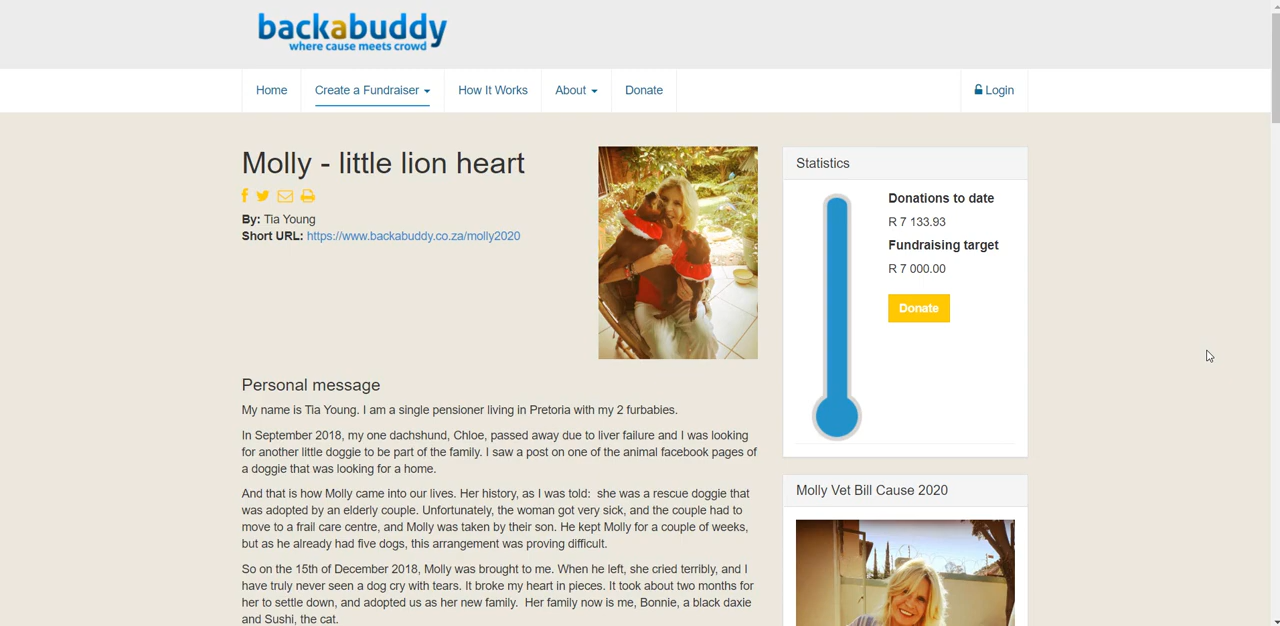 backabuddy
where cause meets crowd
Home
Create a Fundraiser
How It Works
About
Donate
Login
Molly - little lion heart
By: Tia Young
Short URL: https://www.backabuddy.co.za/molly2020
Personal message
My name is Tia Young. I am a single pensioner living in Pretoria with my 2 furbabies.
In September 2018, my one dachshund, Chloe, passed away due to liver failure and I was looking
for another little doggie to be part of the family. I saw a post on one of the animal facebook pages of
a doggie that was looking for a home.
And that is how Molly came into our lives. Her history, as I was told:  she was a rescue doggie that
was adopted by an elderly couple. Unfortunately, the woman got very sick, and the couple had to
move to a frail care centre, and Molly was taken by their son. He kept Molly for a couple of weeks,
but as he already had five dogs, this arrangement was proving difficult.
So on the 15th of December 2018, Molly was brought to me. When he left, she cried terribly, and I
have truly never seen a dog cry with tears. It broke my heart in pieces. It took about two months for
her to settle down, and adopted us as her new family.  Her family now is me, Bonnie, a black daxie
and Sushi, the cat.
Statistics
Donations to date
R 7 133.93
Fundraising target
R 7 000.00
Donate
Molly Vet Bill Cause 2020